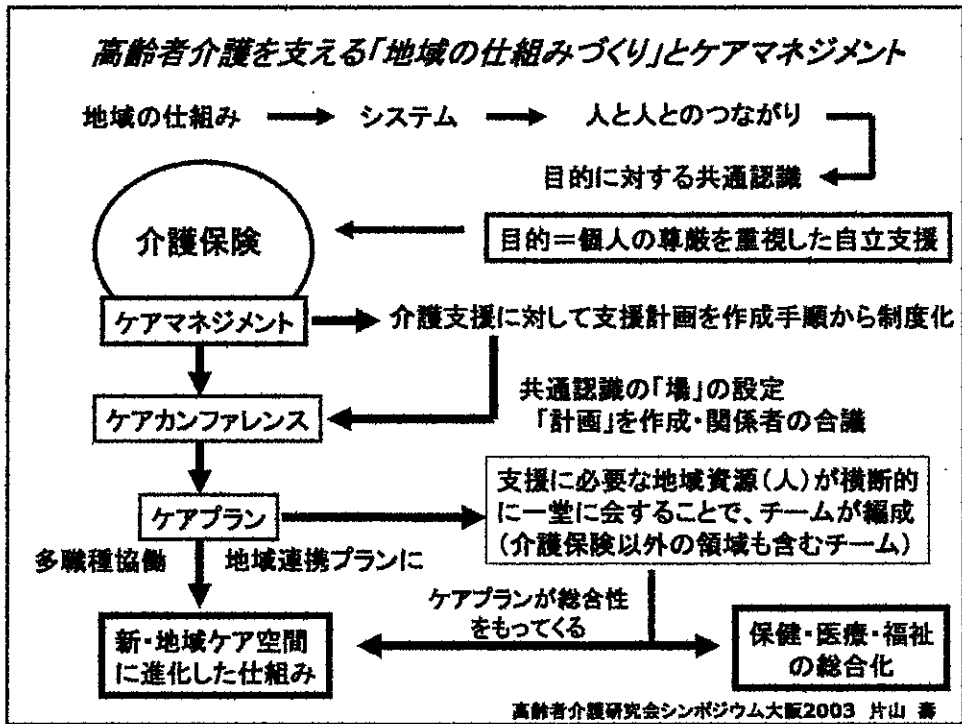 高齢者介護を支える「地域の仕組みづくり」とケアマネジメント
地域の仕組み
システム
人と人とのつながり
目的に対する共通認識
介護保険
目的＝個人の尊厳を重視した自立支援
ケアマネジメント
介護支援に対して支援計画を作成手順から制度化
共通認識の「場」の設定
「計画」を作成・関係者の合議
ケアカンファレンス
ケアプラン
支援に必要な地域資源（人）が横断的
に一堂に会することで、チームが編成
（介護保険以外の領域も含むチーム）
多職種協働
地域連携プランに
ケアプランが総合性
をもってくる
新・地域ケア空間
に進化した仕組み
保健・医療・福祉
の総合化
高齢者介護研究会シンポジウム大阪2003 片山 壽